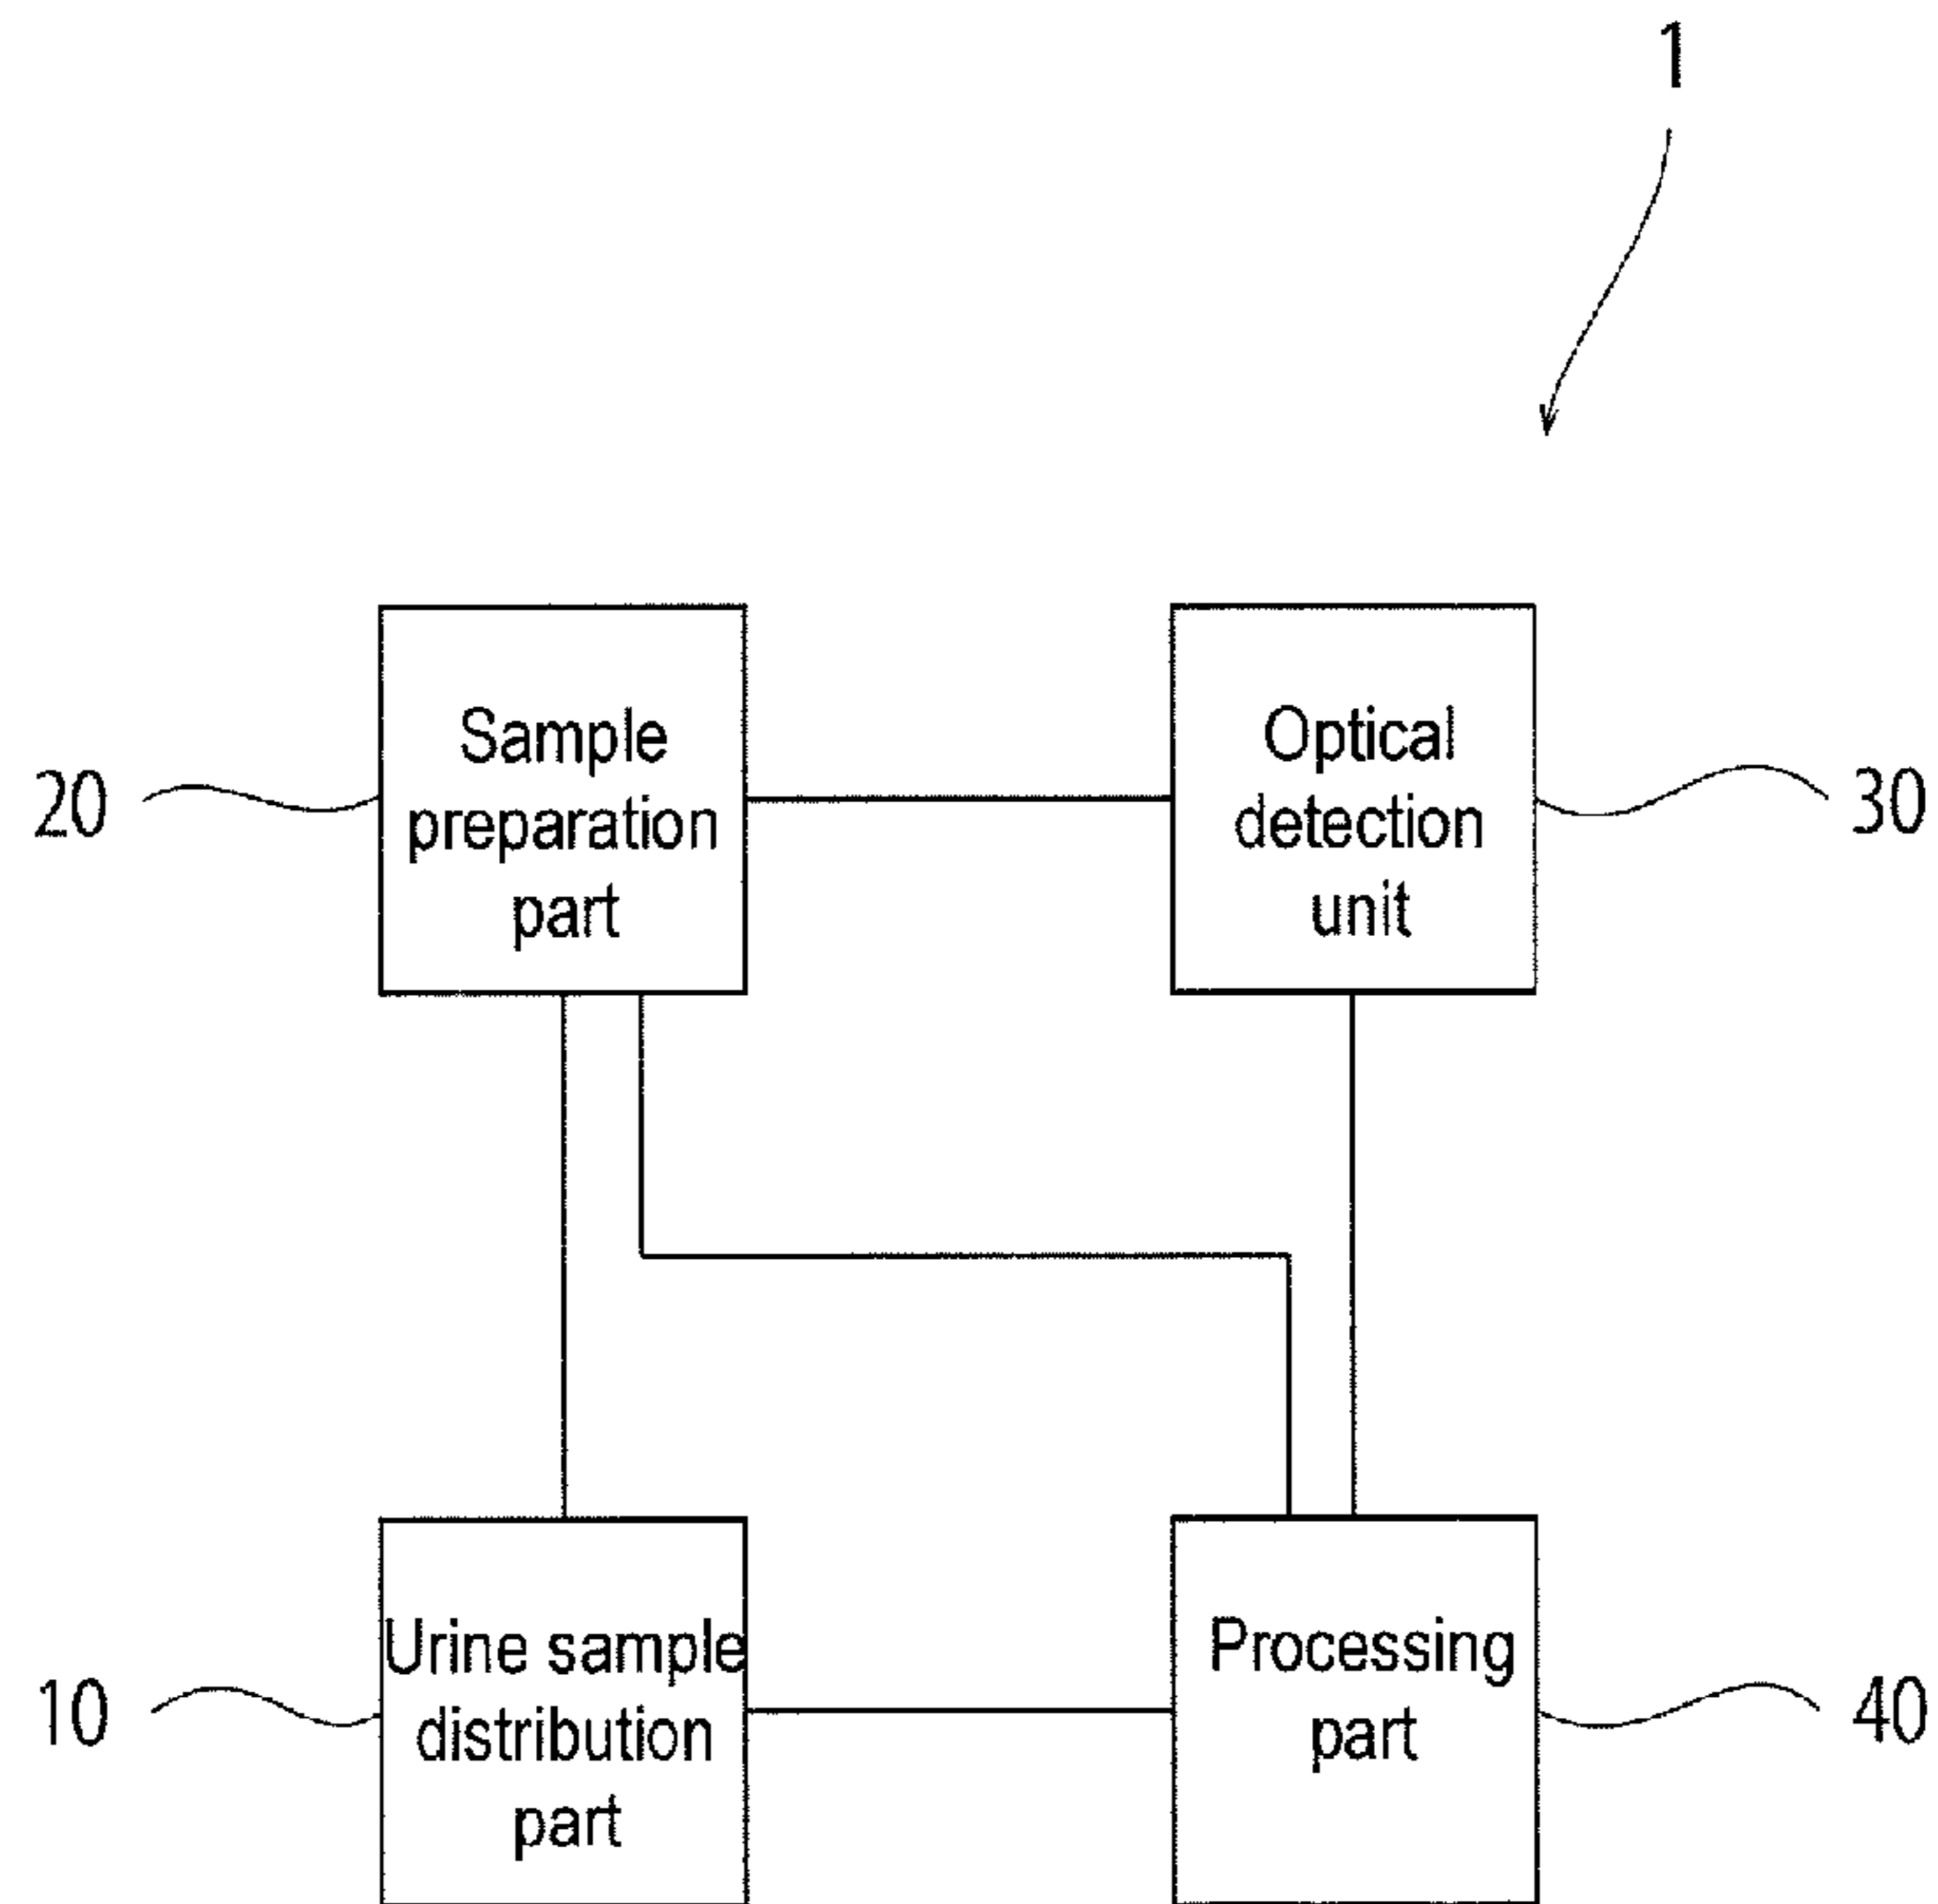 1
20
Sample
preparation
part
Optical
detection
unit
30
10
Urine sample
distribution
part
Processing
part
40